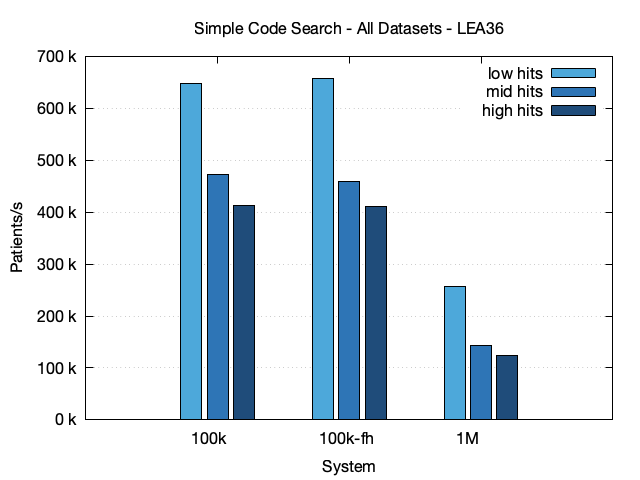 Simple Code Search - All Datasets - LEA36
700 k
600 k
500 k
400 k
300 k
200 k
100 k
0 k
Patients/s
low hits
mid hits
high hits
100k
100k-fh
1M
System